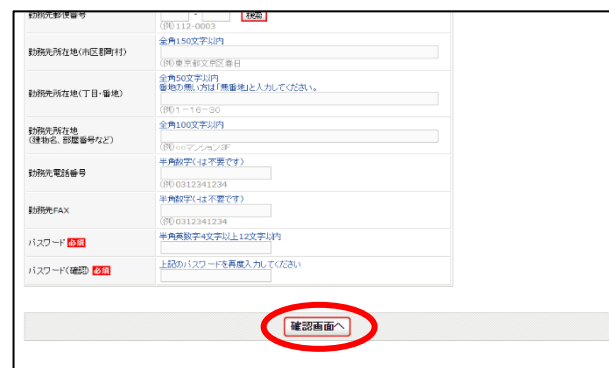 勤務先郵便番号
- 検索
(例)112-0003
勤務先所在地(市区郡町村)
全角150文字以内
(例)東京都文京区春日
勤務先所在地(丁目・番地)
全角50文字以内
番地の無い方は「無番地」と入力してください。
(例)1－16－30
勤務先所在地
(建物名、部屋番号など)
全角100文字以内
(例)○○マンション3F
勤務先電話番号
半角数字(-は不要です)
(例)0312341234
勤務先FAX
半角数字(-は不要です)
(例)0312341234
パスワード 必須
半角英数字4文字以上12文字以内
パスワード(確認) 必須
上記のパスワードを再度入力してください
確認画面へ